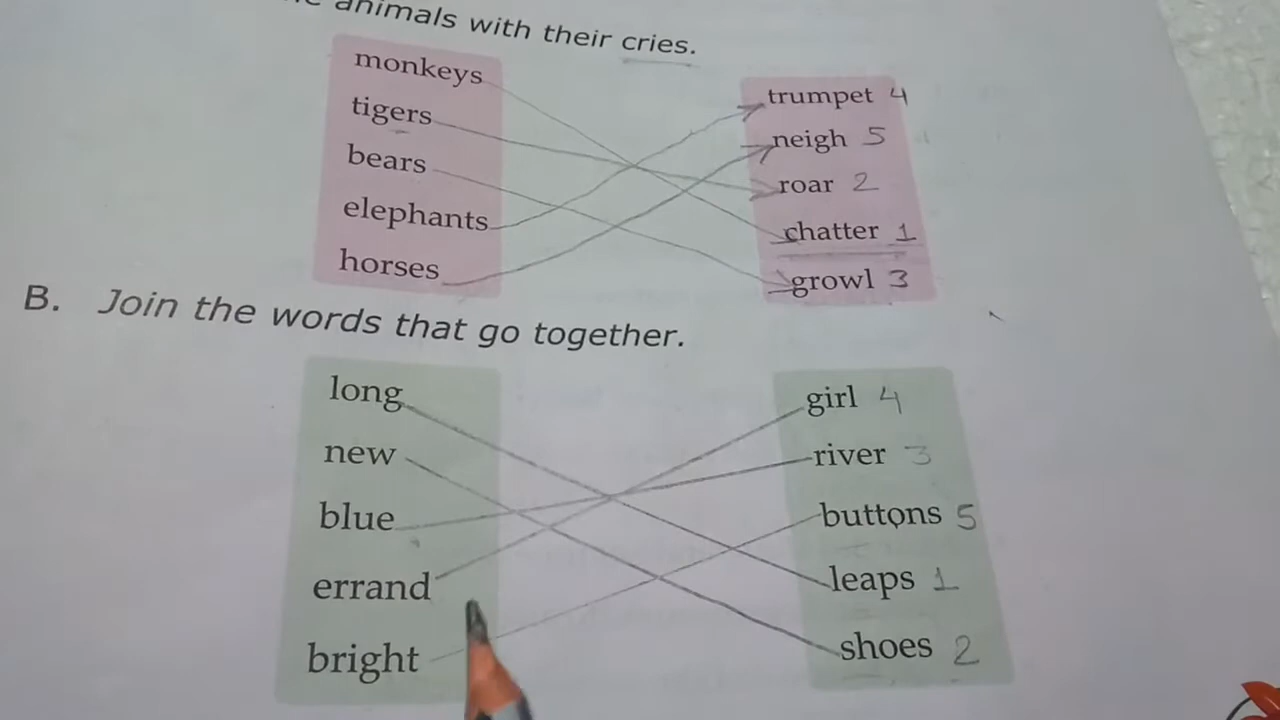 animals with their cries.
monkeys
tigers
bears
elephants
horses
trumpet 4
neigh 5
roar 2
chatter 1
growl 3
B. Join the words that go together.
long
new
blue
errand
bright
girl 4
river 3
buttons 5
leaps 1
shoes 2